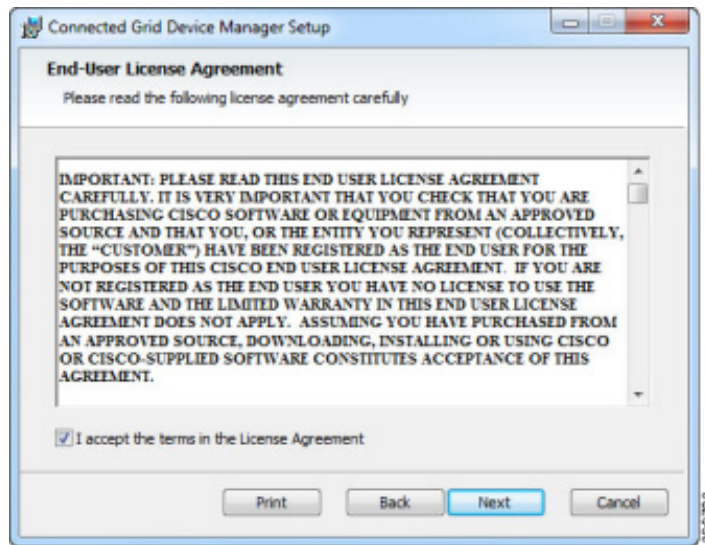 Connected Grid Device Manager Setup
End-User License Agreement
Please read the following license agreement carefully
IMPORTANT: PLEASE READ THIS END USER LICENSE AGREEMENT
CAREFULLY. IT IS VERY IMPORTANT THAT YOU CHECK THAT YOU ARE
PURCHASING CISCO SOFTWARE OR EQUIPMENT FROM AN APPROVED
SOURCE AND THAT YOU, OR THE ENTITY YOU REPRESENT (COLLECTIVELY,
THE “CUSTOMER”) HAVE BEEN REGISTERED AS THE END USER FOR THE
PURPOSES OF THIS CISCO END USER LICENSE AGREEMENT. IF YOU ARE
NOT REGISTERED AS THE END USER YOU HAVE NO LICENSE TO USE THE
SOFTWARE AND THE LIMITED WARRANTY IN THIS END USER LICENSE
AGREEMENT DOES NOT APPLY. ASSUMING YOU HAVE PURCHASED FROM
AN APPROVED SOURCE, DOWNLOADING, INSTALLING OR USING CISCO
OR CISCO-SUPPLIED SOFTWARE CONSTITUTES ACCEPTANCE OF THIS
AGREEMENT.
I accept the terms in the License Agreement
Print
Back
Next
Cancel